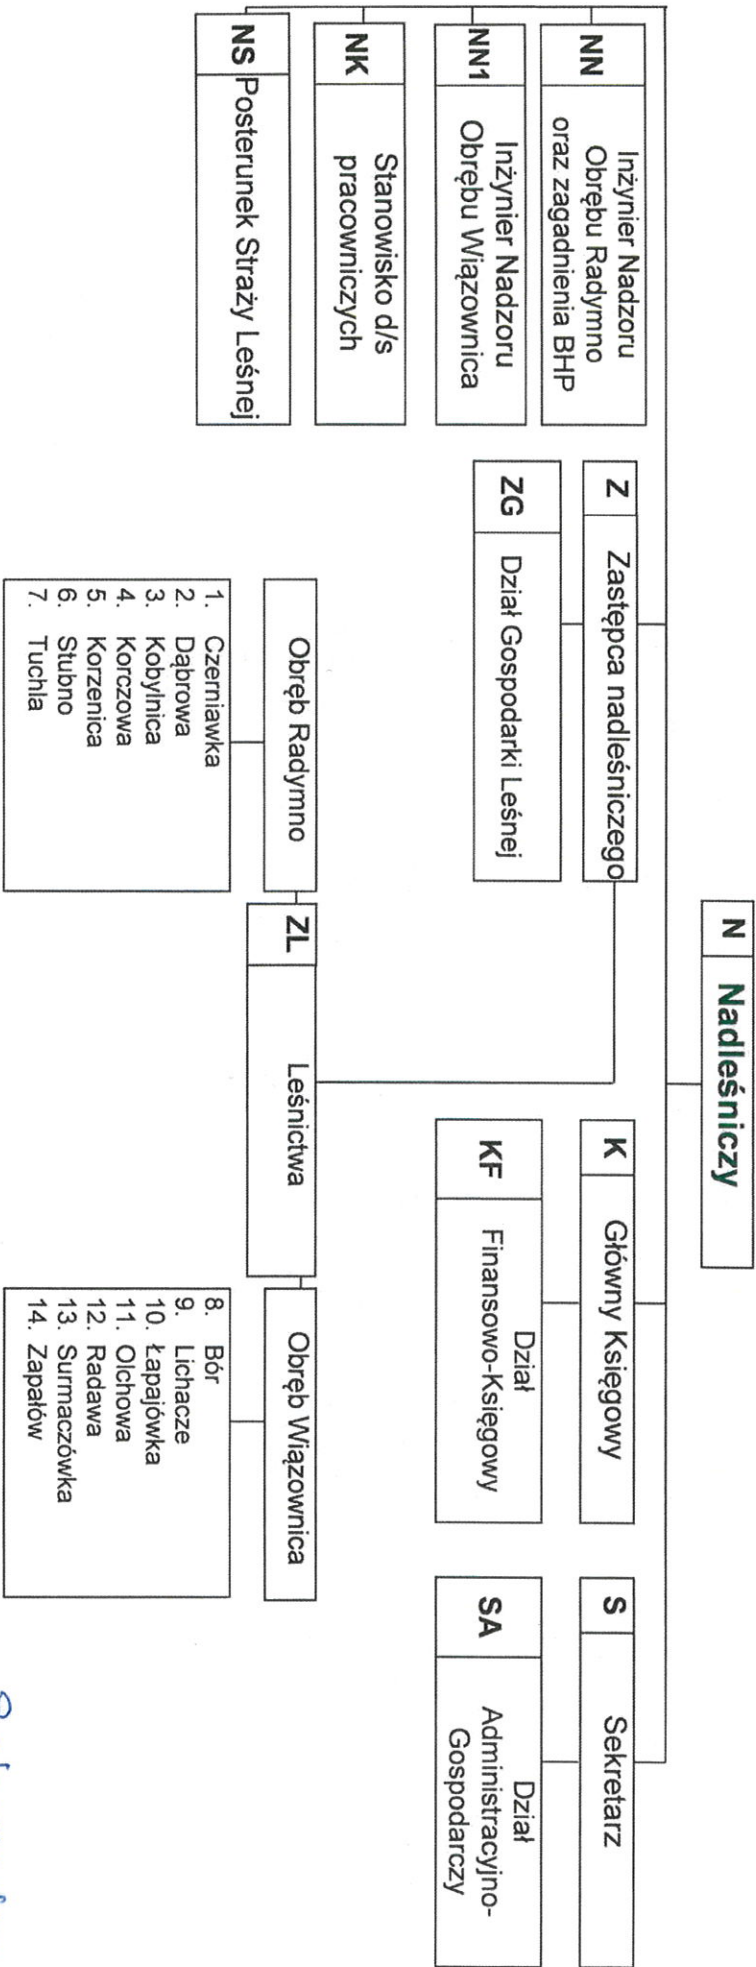 N
Nadleśniczy
NN
Inżynier Nadzoru
Obrębu Radymno
oraz zagadnienia BHP
NN1
Inżynier Nadzoru
Obrębu Wiązownica
NK
Stanowisko d/s
pracowniczych
NS
Posterunek Straży Leśnej
Z
Zastępca nadleśniczego
ZG
Dział Gospodarki Leśnej
K
Główny Księgowy
KF
Dział
Finansowo-Księgowy
S
Sekretarz
SA
Dział
Administracyjno-
Gospodarczy
Obręb Radymno
1. Czerniawka
2. Dąbrowa
3. Kobylnica
4. Korczowa
5. Korzenica
6. Stubno
7. Tuchla
ZL
Leśnictwa
Obręb Wiązownica
8. Bór
9. Lichacze
10. Łapajówka
11. Olchowa
12. Radawa
13. Surmaczówka
14. Zapałów